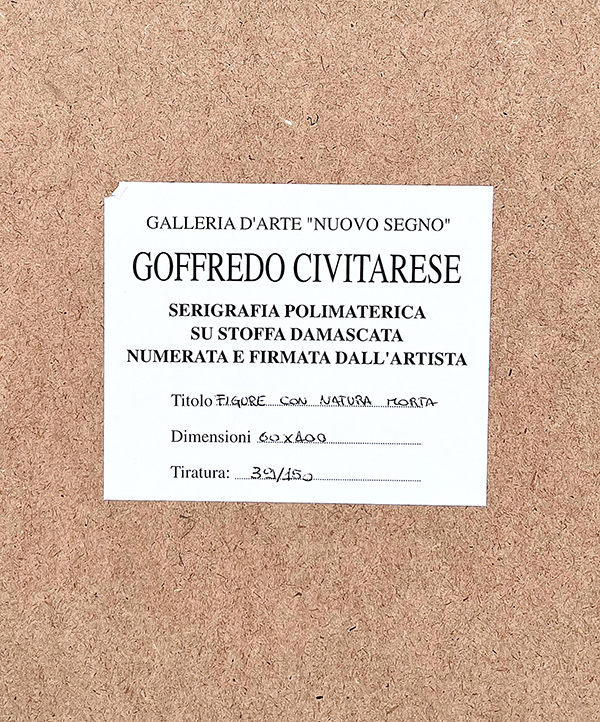 GALLERIA D'ARTE "NUOVO SEGNO"
GOFFREDO CIVITARESE
SERIGRAFIA POLIMATERICA
SU STOFFA DAMASCATA
NUMERATA E FIRMATA DALL'ARTISTA
Titolo FIGURE CON NATURA MORTA
Dimensioni 60x100
Tiratura: 39/150